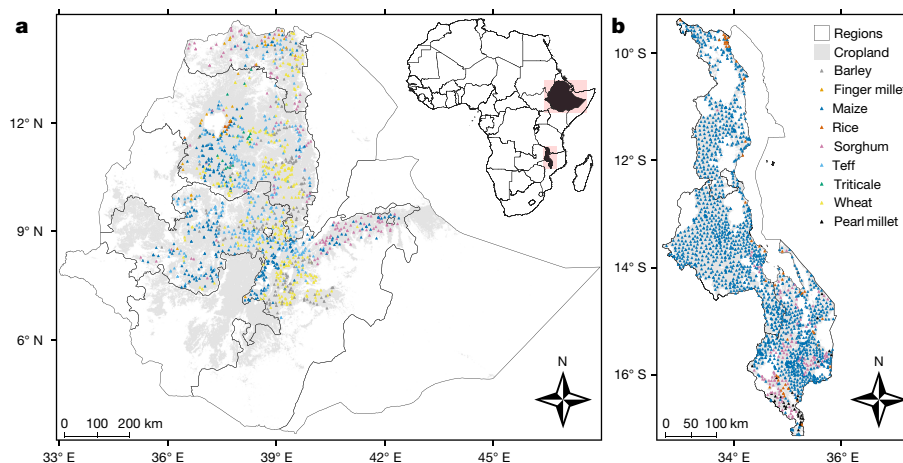 a
b
12° N
9° N
6° N
N
0 100 200 km
33° E 36° E 39° E 42° E 45° E
10° S
12° S
14° S
16° S
Regions
Cropland
Barley
Finger millet
Maize
Rice
Sorghum
Teff
Triticale
Wheat
Pearl millet
N
0 50 100 km
34° E 36° E